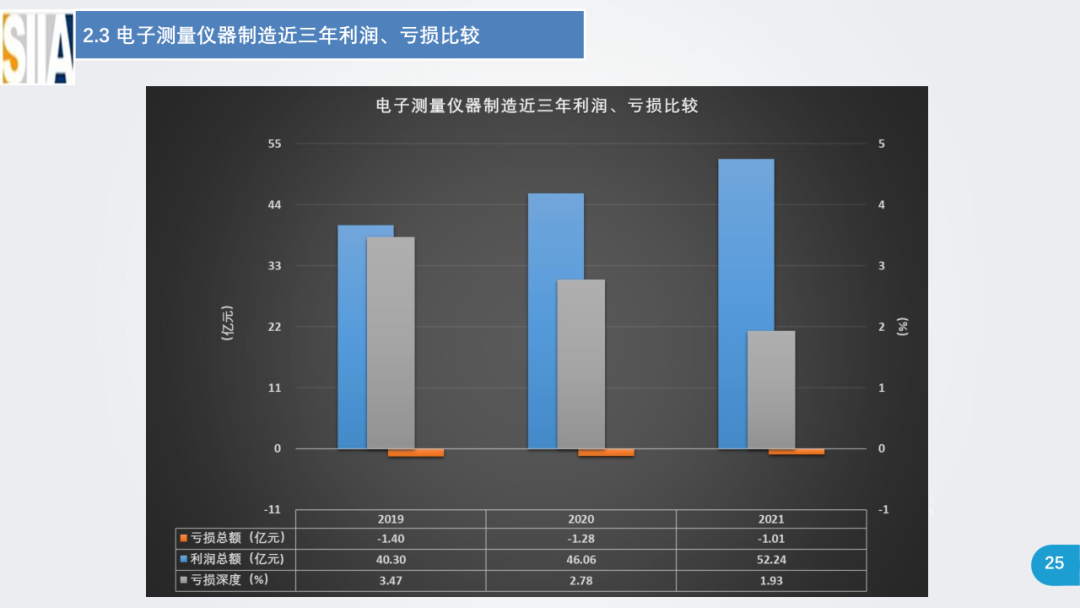 SIIA
2.3 电子测量仪器制造近三年利润、亏损比较
电子测量仪器制造近三年利润、亏损比较
55 5
44 4
33 3
(亿元) 22 2 (%)
11 1
0 0
-11 -1
2019 2020 2021
亏损总额（亿元） -1.40 -1.28 -1.01
利润总额（亿元) 40.30 46.06 52.24
亏损深度（%） 3.47 2.78 1.93
25